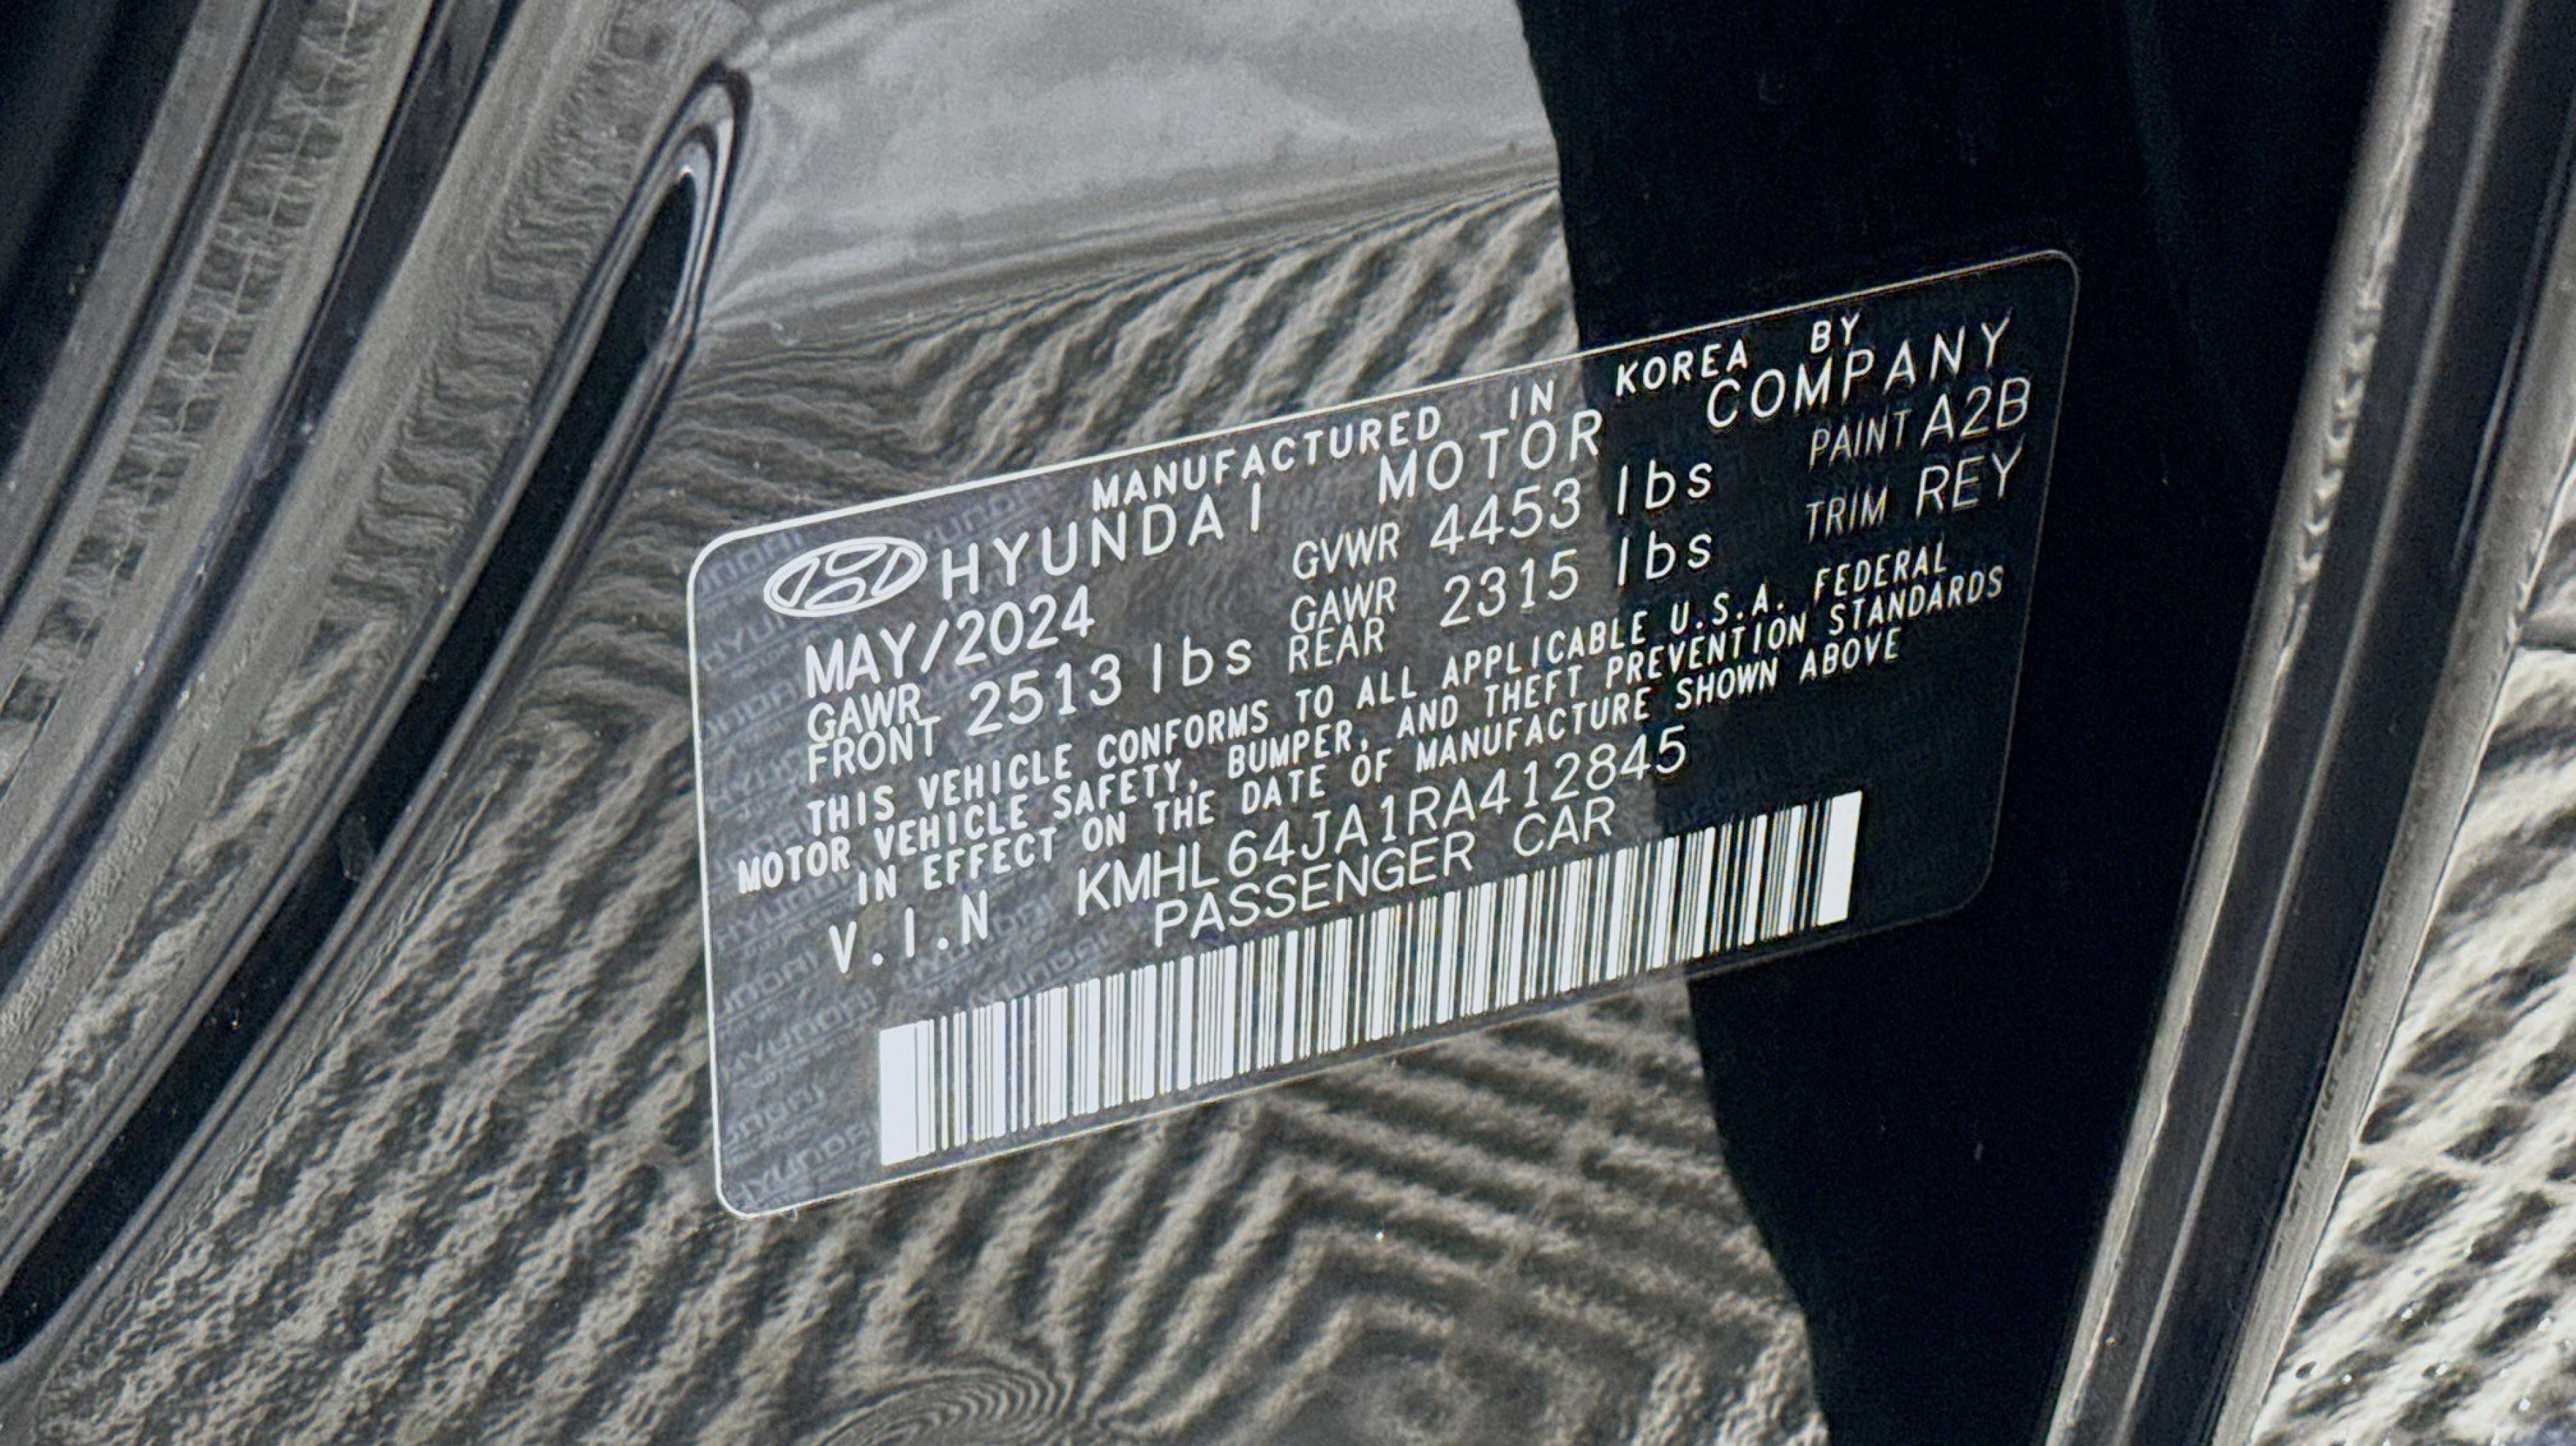 MANUFACTURED IN KOREA BY
HYUNDAI MOTOR COMPANY
MAY/2024 GVWR 4453 lbs PAINT A2B
GAWR FRONT 2513 lbs GAWR REAR 2315 lbs TRIM REY
THIS VEHICLE CONFORMS TO ALL APPLICABLE U.S.A. FEDERAL
MOTOR VEHICLE SAFETY, BUMPER, AND THEFT PREVENTION STANDARDS
IN EFFECT ON THE DATE OF MANUFACTURE SHOWN ABOVE
V.I.N KMHL64JA1RA412845
PASSENGER CAR